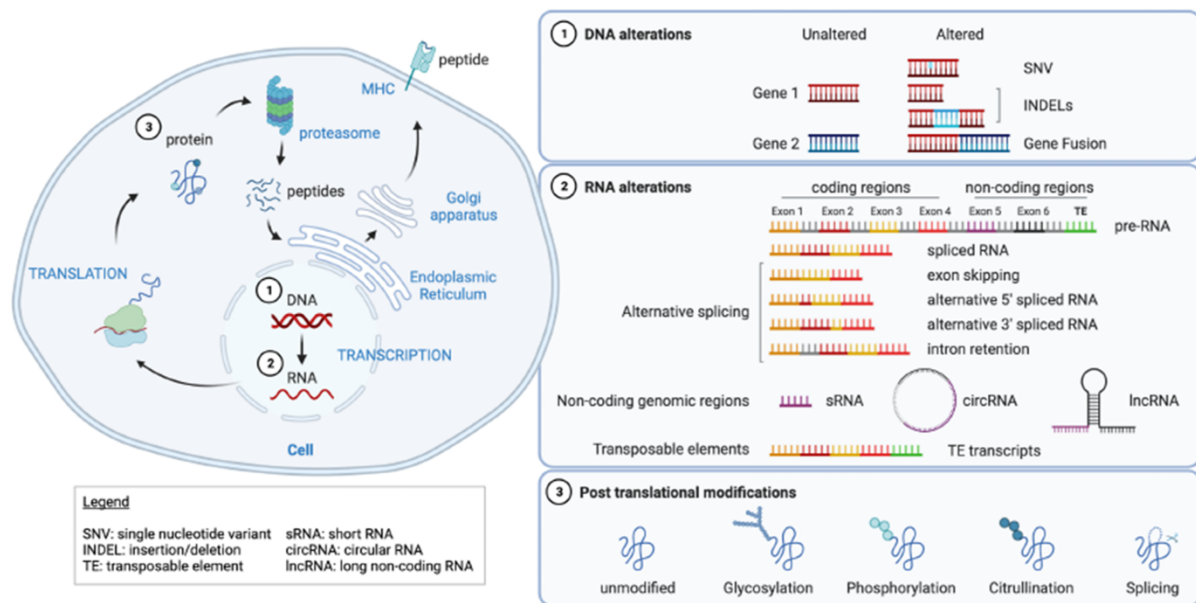 peptide
MHC
3
protein
proteasome
peptides
Golgi
apparatus
TRANSLATION
Endoplasmic
Reticulum
1
DNA
TRANSCRIPTION
2
RNA
Cell
Legend
SNV: single nucleotide variant sRNA: short RNA
INDEL: insertion/deletion circRNA: circular RNA
TE: transposable element lncRNA: long non-coding RNA
1 DNA alterations
Unaltered Altered
SNV
Gene 1
INDELs
Gene 2 Gene Fusion
2 RNA alterations
coding regions non-coding regions
Exon 1 Exon 2 Exon 3 Exon 4 Exon 5 Exon 6 TE
pre-RNA
spliced RNA
exon skipping
Alternative splicing
alternative 5' spliced RNA
alternative 3' spliced RNA
intron retention
Non-coding genomic regions sRNA circRNA lncRNA
Transposable elements TE transcripts
3 Post translational modifications
unmodified Glycosylation Phosphorylation Citrullination Splicing